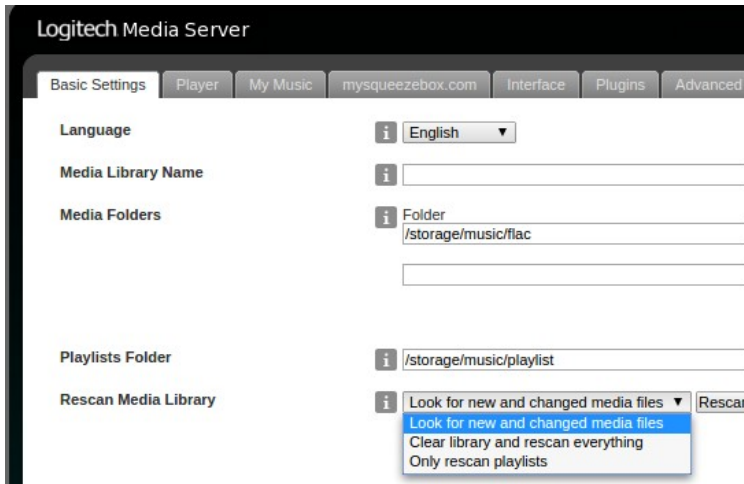 Logitech Media Server
Basic Settings Player My Music mysqueezebox.com Interface Plugins Advanced
Language i English
Media Library Name i
Media Folders i Folder
/storage/music/flac
Playlists Folder i /storage/music/playlist
Rescan Media Library i Look for new and changed media files Rescan
Look for new and changed media files
Clear library and rescan everything
Only rescan playlists